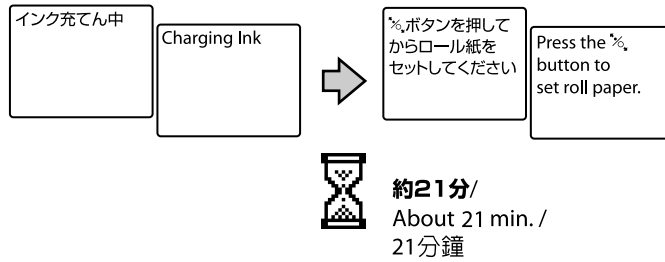 インク充てん中
Charging Ink
ボタンを押して
からロール紙を
セットしてください
Press the
button to
set roll paper.
約21分/
About 21 min. /
21分鐘